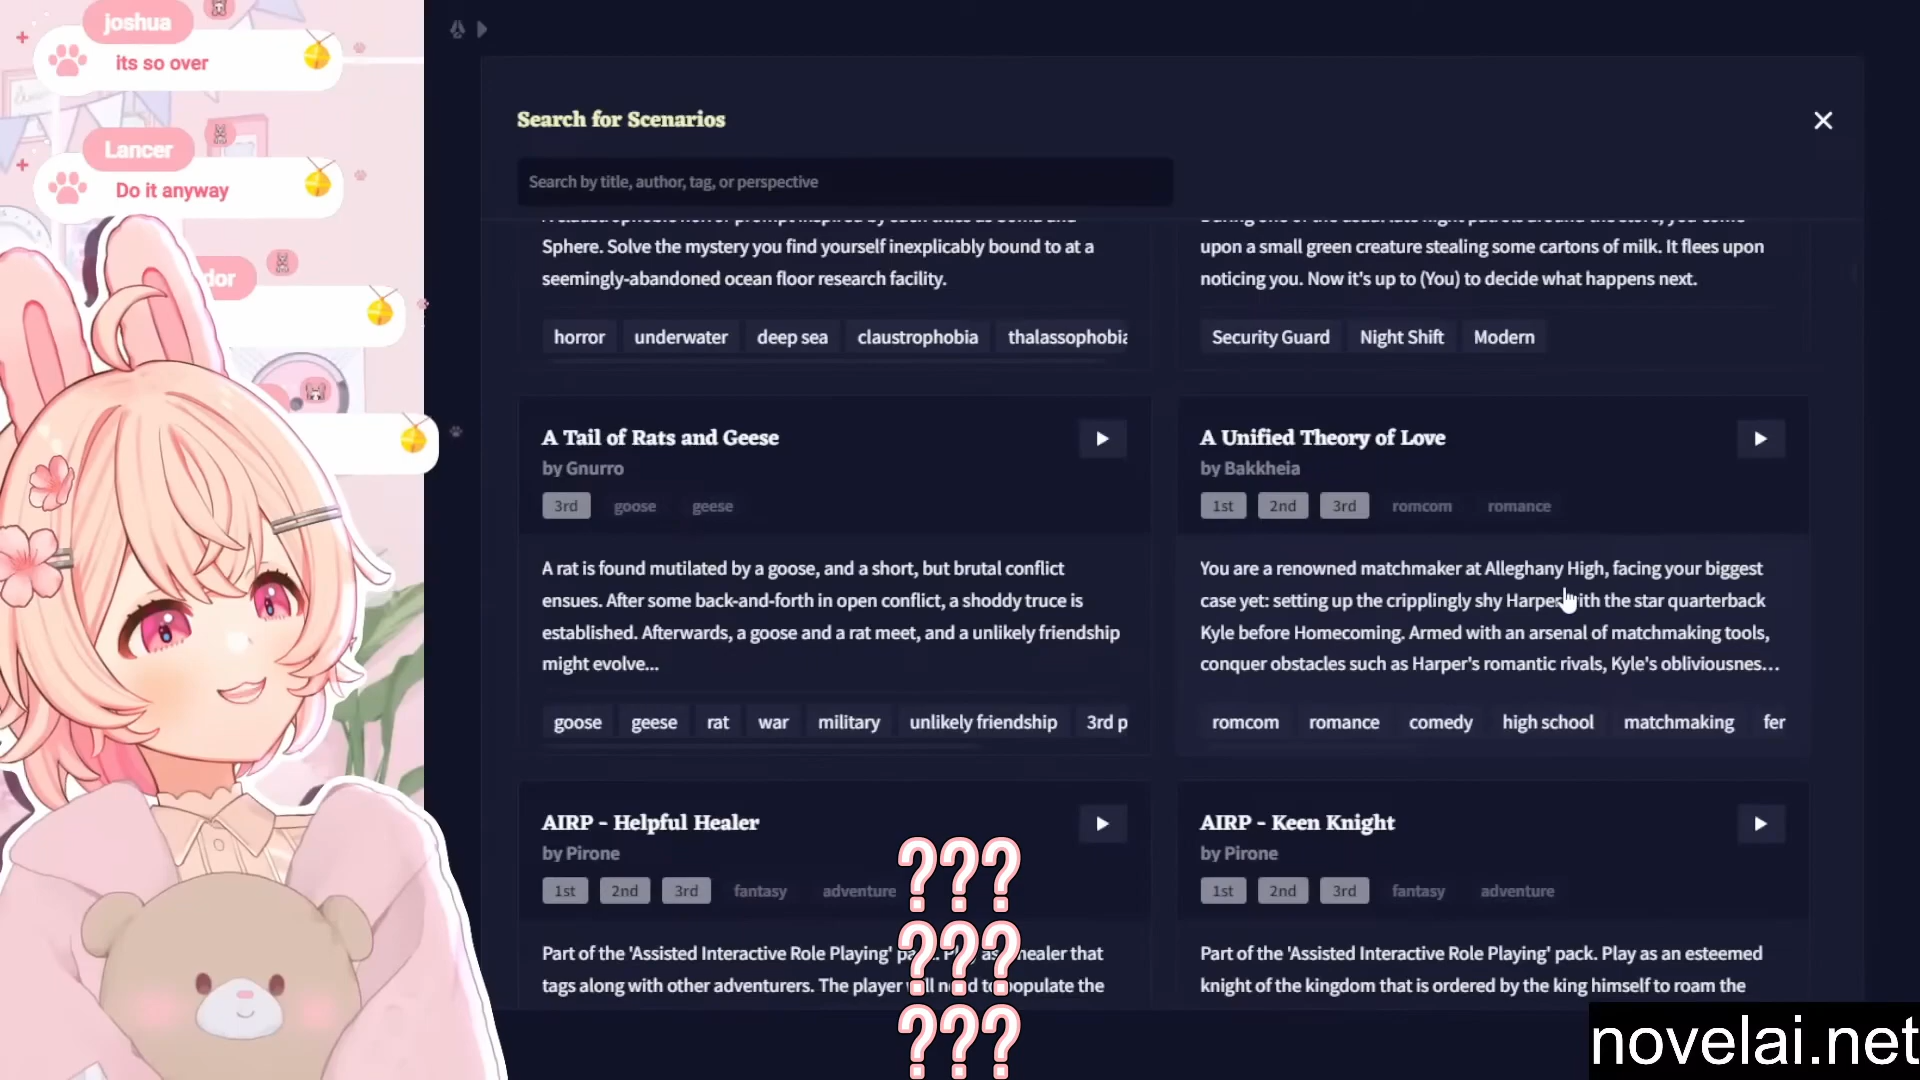 joshua
its so over
Lancer
Do it anyway
dor
Search for Scenarios
Search by title, author, tag, or perspective
Sphere. Solve the mystery you find yourself inexplicably bound to at a
seemingly-abandoned ocean floor research facility.
horror underwater deep sea claustrophobia thalassophobia
upon a small green creature stealing some cartons of milk. It flees upon
noticing you. Now it's up to (You) to decide what happens next.
Security Guard Night Shift Modern
A Tail of Rats and Geese
by Gnurro
3rd goose geese
A rat is found mutilated by a goose, and a short, but brutal conflict
ensues. After some back-and-forth in open conflict, a shoddy truce is
established. Afterwards, a goose and a rat meet, and a unlikely friendship
might evolve...
goose geese rat war military unlikely friendship 3rd p
A Unified Theory of Love
by Bakkheia
1st 2nd 3rd romcom romance
You are a renowned matchmaker at Alleghany High, facing your biggest
case yet: setting up the cripplingly shy Harper with the star quarterback
Kyle before Homecoming. Armed with an arsenal of matchmaking tools,
conquer obstacles such as Harper's romantic rivals, Kyle's obliviousnes...
romcom romance comedy high school matchmaking fer
AIRP - Helpful Healer
by Pirone
1st 2nd 3rd fantasy adventure
Part of the 'Assisted Interactive Role Playing' healer that
tags along with other adventurers. The player to populate the
AIRP - Keen Knight
by Pirone
1st 2nd 3rd fantasy adventure
Part of the 'Assisted Interactive Role Playing' pack. Play as an esteemed
knight of the kingdom that is ordered by the king himself to roam the
???
???
???
novelai.net